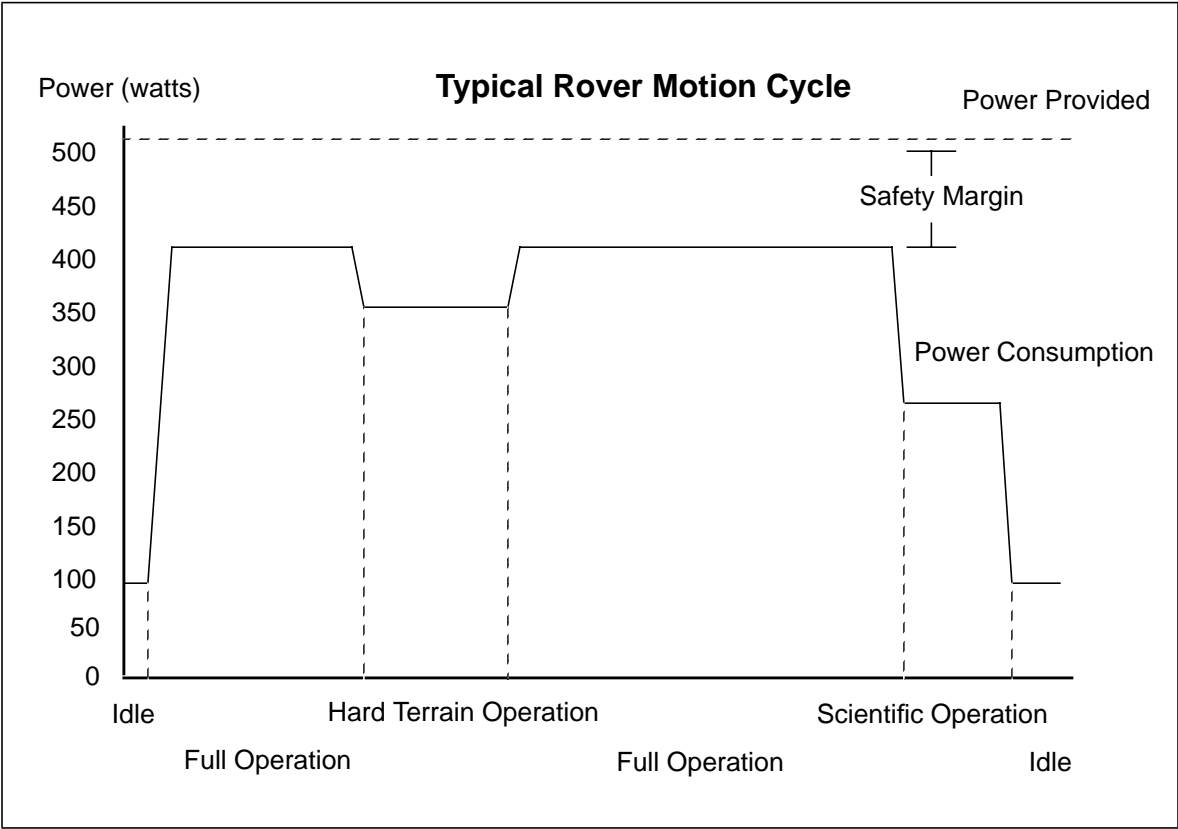 Typical Rover Motion Cycle
Power (watts)
Power Provided
500
450
400
350
300
250
200
150
100
50
0
Safety Margin
Power Consumption
Idle
Hard Terrain Operation
Scientific Operation
Full Operation
Full Operation
Idle